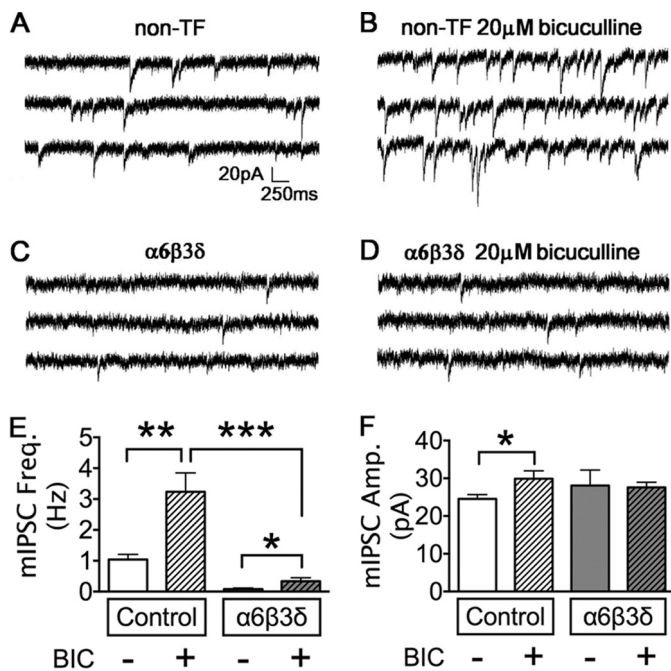 A
non-TF
20pA
250ms
B
non-TF 20μM bicuculline
C
α6β3δ
D
α6β3δ 20μM bicuculline
E
mIPSC Freq.
(Hz)
5
4
3
2
1
0
**
***
*
Control
α6β3δ
BIC - + - +
F
mIPSC Amp.
(pA)
40
30
20
10
0
*
Control
α6β3δ
BIC - + - +